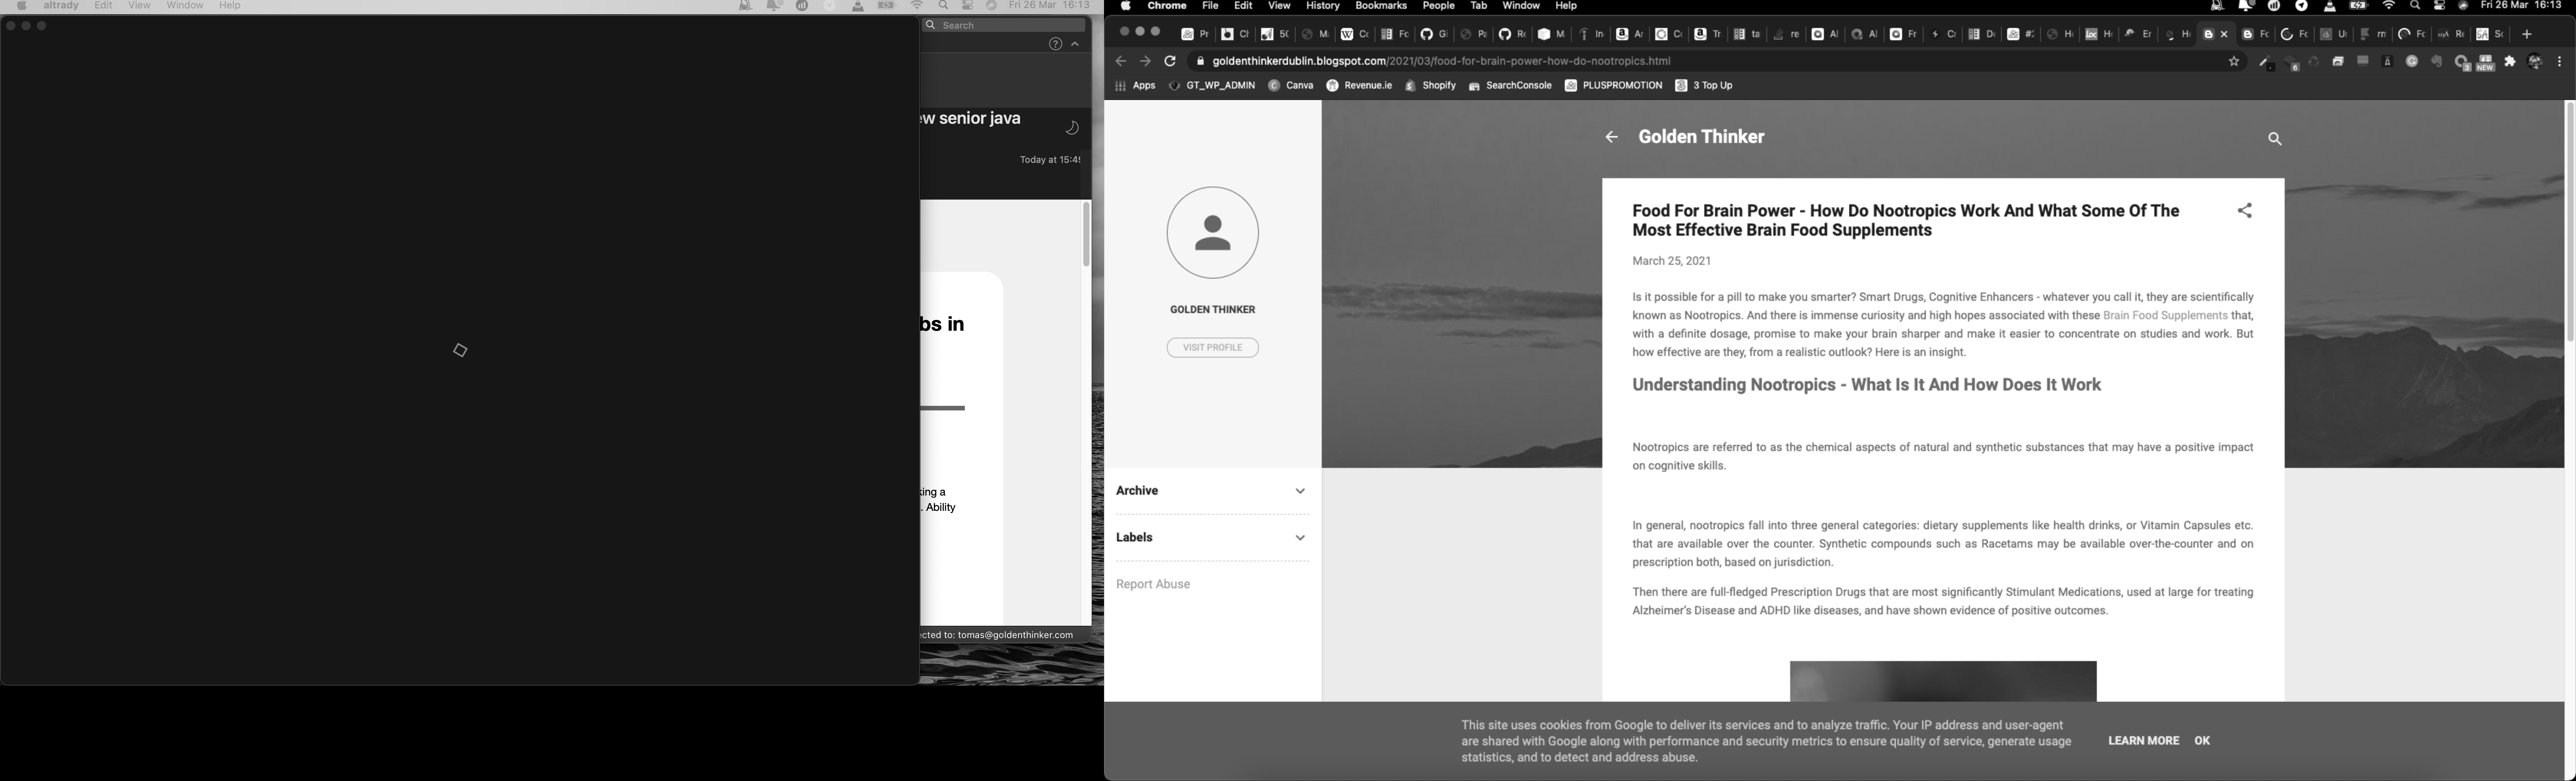 altrady Edit View Window Help Fri 26 Mar 16:13
Search
ew senior java
Today at 15:49
bs in
king a
. Ability
ected to: tomas@goldenthinker.com
Chrome File Edit View History Bookmarks People Tab Window Help Fri 26 Mar 16:13
goldenthinkerdublin.blogspot.com/2021/03/food-for-brain-power-how-do-nootropics.html
6 3 NEW
Apps GT_WP_ADMIN Canva Revenue.ie Shopify SearchConsole PLUSPROMOTION 3 Top Up
GOLDEN THINKER
VISIT PROFILE
Archive
Labels
Report Abuse
Golden Thinker
Food For Brain Power - How Do Nootropics Work And What Some Of The
Most Effective Brain Food Supplements
March 25, 2021
Is it possible for a pill to make you smarter? Smart Drugs, Cognitive Enhancers - whatever you call it, they are scientifically
known as Nootropics. And there is immense curiosity and high hopes associated with these Brain Food Supplements that,
with a definite dosage, promise to make your brain sharper and make it easier to concentrate on studies and work. But
how effective are they, from a realistic outlook? Here is an insight.
Understanding Nootropics - What Is It And How Does It Work
Nootropics are referred to as the chemical aspects of natural and synthetic substances that may have a positive impact
on cognitive skills.
In general, nootropics fall into three general categories: dietary supplements like health drinks, or Vitamin Capsules etc.
that are available over the counter. Synthetic compounds such as Racetams may be available over-the-counter and on
prescription both, based on jurisdiction.
Then there are full-fledged Prescription Drugs that are most significantly Stimulant Medications, used at large for treating
Alzheimer's Disease and ADHD like diseases, and have shown evidence of positive outcomes.
This site uses cookies from Google to deliver its services and to analyze traffic. Your IP address and user-agent
are shared with Google along with performance and security metrics to ensure quality of service, generate usage
statistics, and to detect and address abuse.
LEARN MORE OK